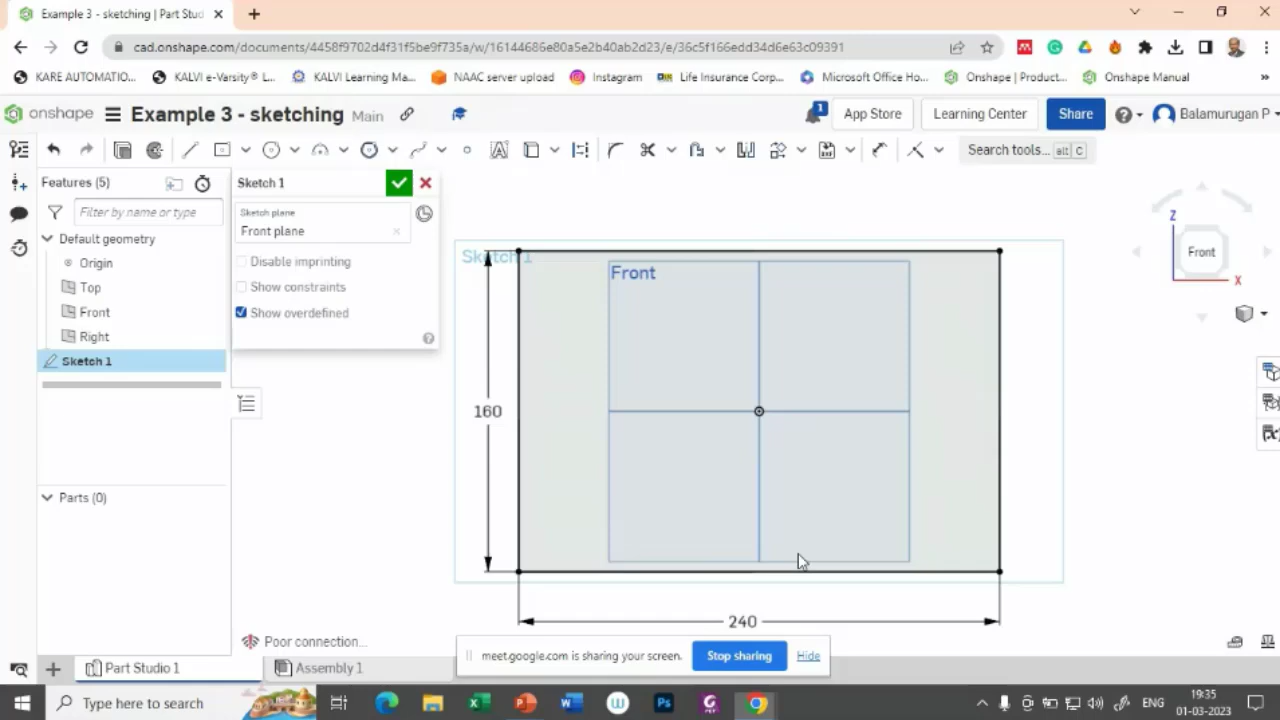 Example 3 - sketching | Part Stud
cad.onshape.com/documents/4458f9702d4f31f5be9f735a/w/16144686e80a5e2b40ab2d23/e/36c5f166edd34d6e63c09391
KARE AUTOMATIO...
KALVI e-Varsity® L...
KALVI Learning Ma...
NAAC server upload
Instagram
Life Insurance Corp...
Microsoft Office Ho...
Onshape | Product...
Onshape Manual
»
onshape
Example 3 - sketching
Main
1
App Store
Learning Center
Share
Balamurugan P
Search tools... alt C
Features (5)
Filter by name or type
Default geometry
Origin
Top
Front
Right
Sketch 1
Parts (0)
Sketch 1
Sketch plane
Front plane
Disable imprinting
Show constraints
Show overdefined
Sketch 1
Front
160
240
Z
Front
X
Poor connection...
Part Studio 1
Assembly 1
meet.google.com is sharing your screen.
Stop sharing
Hide
Type here to search
ENG
19:35
01-03-2023